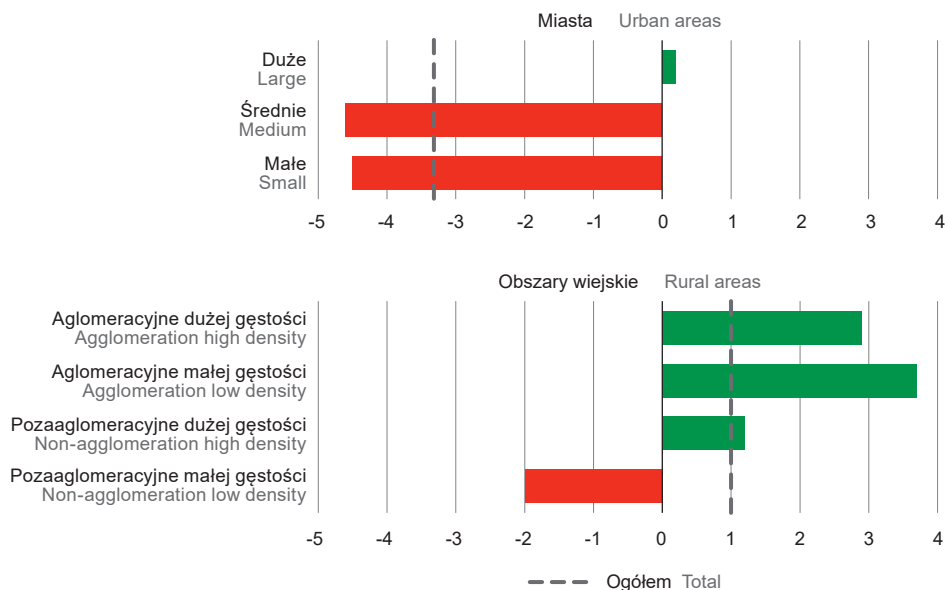 Miasta Urban areas
Duże
Large
Średnie
Medium
Małe
Small
-5 -4 -3 -2 -1 0 1 2 3 4
Obszary wiejskie Rural areas
Aglomeracyjne dużej gęstości
Agglomeration high density
Aglomeracyjne małej gęstości
Agglomeration low density
Pozaaglomeracyjne dużej gęstości
Non-agglomeration high density
Pozaaglomeracyjne małej gęstości
Non-agglomeration low density
-5 -4 -3 -2 -1 0 1 2 3 4
Ogółem Total